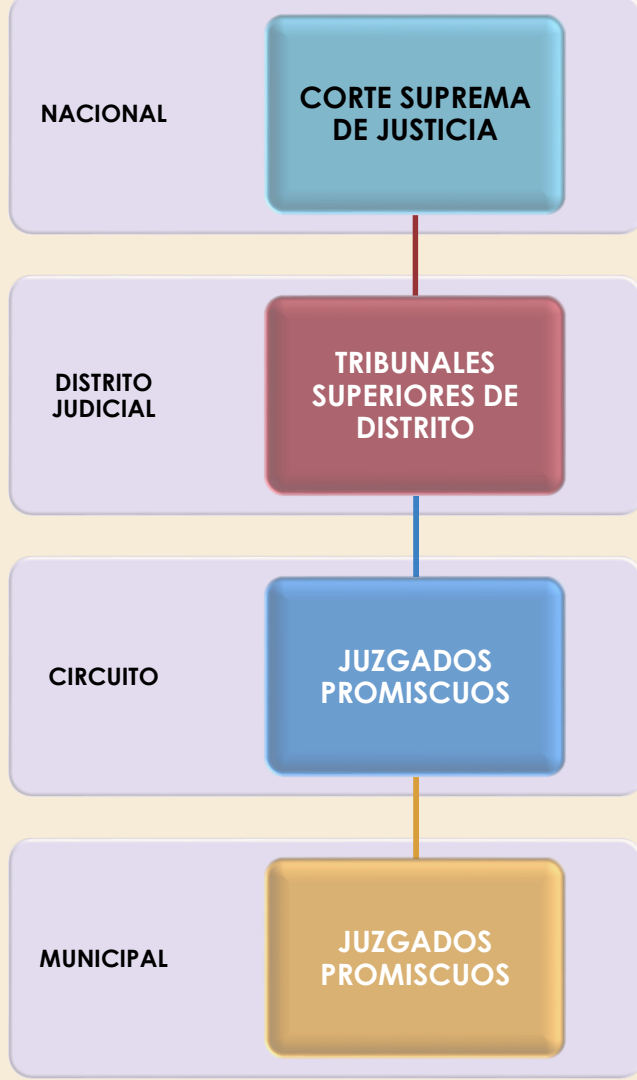 NACIONAL
CORTE SUPREMA
DE JUSTICIA
DISTRITO
JUDICIAL
TRIBUNALES
SUPERIORES DE
DISTRITO
CIRCUITO
JUZGADOS
PROMISCUOS
MUNICIPAL
JUZGADOS
PROMISCUOS